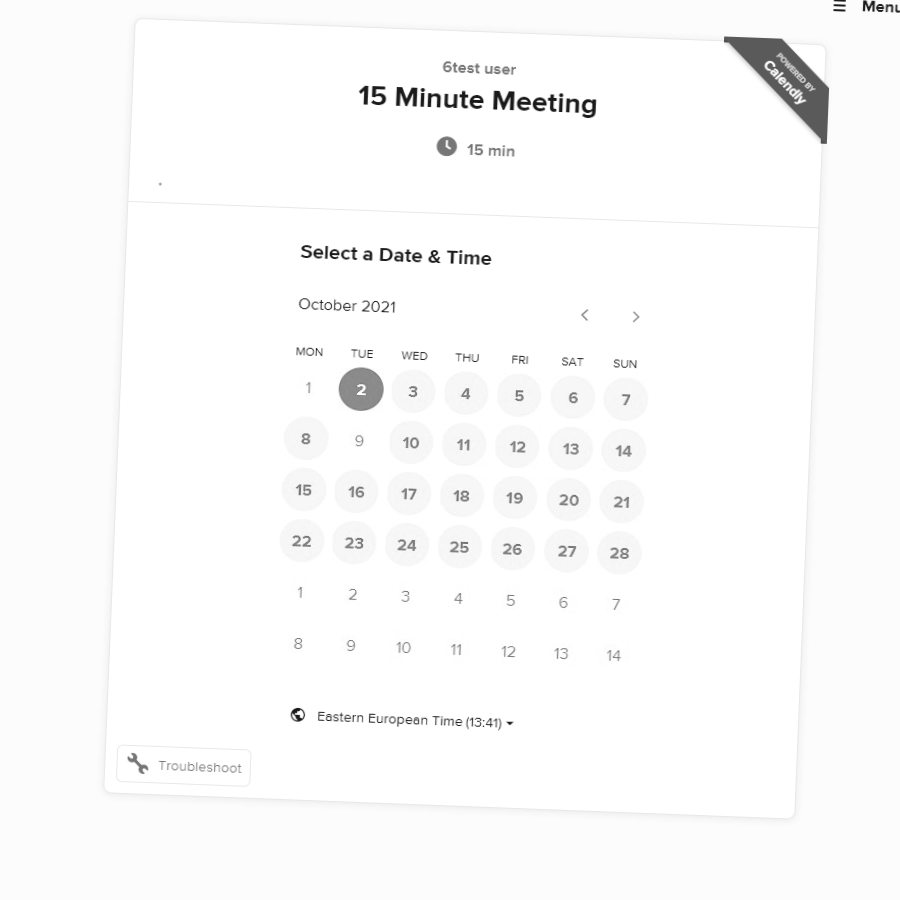 Menu
POWERED BY
Calendly
6test user
15 Minute Meeting
15 min
.
Select a Date & Time
October 2021
MON TUE WED THU FRI SAT SUN
1 2 3 4 5 6 7
8 9 10 11 12 13 14
15 16 17 18 19 20 21
22 23 24 25 26 27 28
1 2 3 4 5 6 7
8 9 10 11 12 13 14
Eastern European Time (13:41)
Troubleshoot